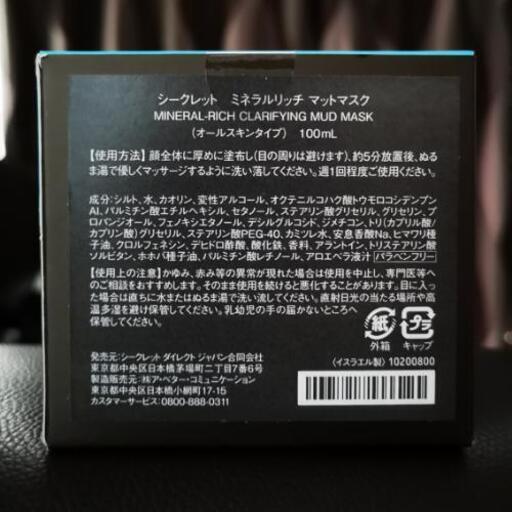 シークレット ミネラルリッチ マットマスク
MINERAL-RICH CLARIFYING MUD MASK
(オールスキンタイプ) 100mL
【使用方法】顔全体に厚めに塗布し(目の周りは避けます)、約5分放置後、ぬる
ま湯で優しくマッサージするように洗い落してください。週1回程度ご使用ください。
成分:シルト、水、カオリン、変性アルコール、オクテニルコハク酸トウモロコシデンプン
AL、パルミチン酸エチルヘキシル、セタノール、ステアリン酸グリセリル、グリセリン、プ
ロパンジオール、フェノキシエタノール、デシルグルコシド、ジメチコン、トリ(カプリル酸/
カプリン酸)グリセリル、ステアリン酸PEG-40、カミツレ水、安息香酸Na、ヒマワリ種
子油、クロルフェネシン、デヒドロ酢酸、酸化鉄、香料、アラントイン、トリステアリン酸
ソルビタン、ホホバ種子油、パルミチン酸レチノール、アロエベラ液汁 パラベンフリー
【使用上の注意】かゆみ、赤み等の異常が現れた場合は使用を中止し、専門医等へ
のご相談をおすすめします。そのまま使用を続けると悪化することがあります。目に入っ
た場合は直ちに水またはぬるま湯で洗い流してください。直射日光の当たる場所や高
温多湿を避けて保管してください。乳幼児の手の届かないところへ
保管してください。
紙 プラ
外箱 キャップ
発売元:シークレット ダイレクト ジャパン合同会社
東京都中央区日本橋茅場町二丁目7番6号
製造販売元:㈱ア・ベター・コミュニケーション
東京都中央区日本橋小網町17-15
カスタマーサービス:0800-888-0311
〈イスラエル製〉10200800